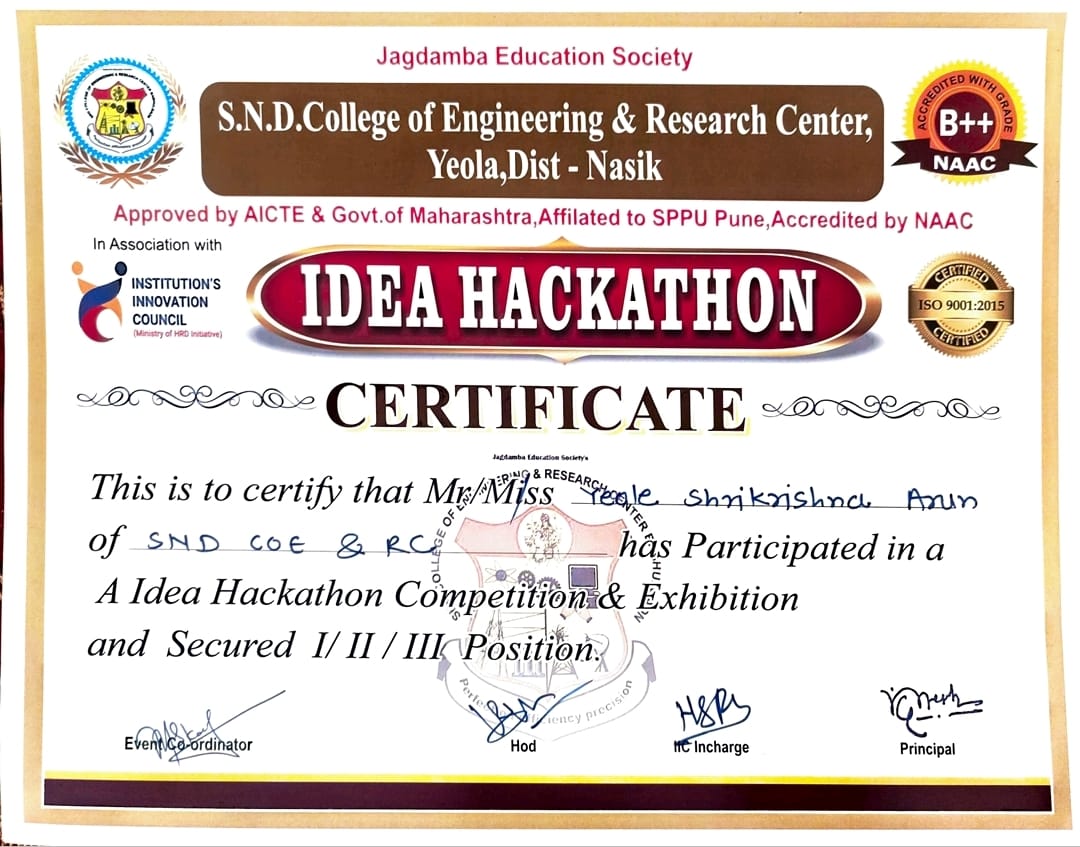 Jagdamba Education Society
S.N.D.College of Engineering & Research Center,
Yeola,Dist - Nasik
ACCREDITED WITH GRADE
B++
NAAC
Approved by AICTE & Govt.of Maharashtra,Affilated to SPPU Pune,Accredited by NAAC
In Association with
INSTITUTION'S
INNOVATION
COUNCIL
(Ministry of HRD Initiative)
IDEA HACKATHON
CERTIFIED
ISO 9001:2015
CERTIFIED
CERTIFICATE
Jagdamba Education Society's
This is to certify that Mr/Miss Yeole Shrikrishna Arun
of SND COE & RC has Participated in a
A Idea Hackathon Competition & Exhibition
and Secured I/ II / III Position.
Event Co-ordinator
Hod
IIC Incharge
Principal